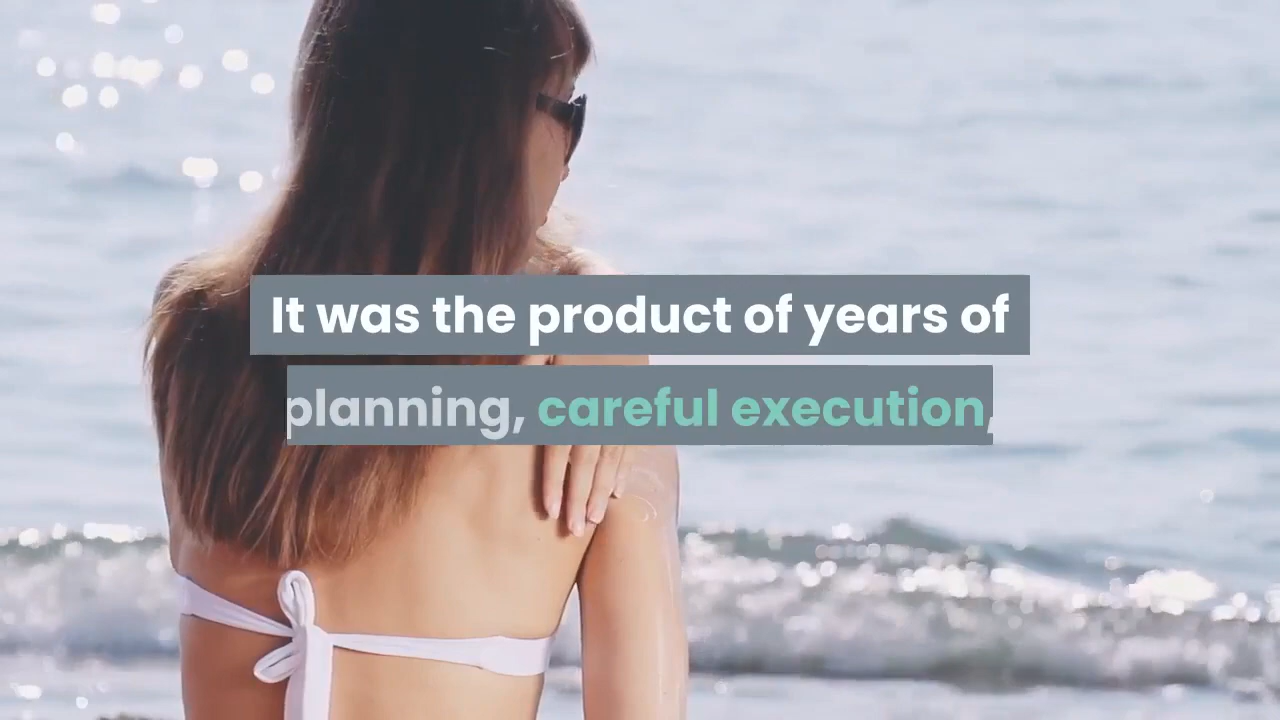 It was the product of years of
planning, careful execution,